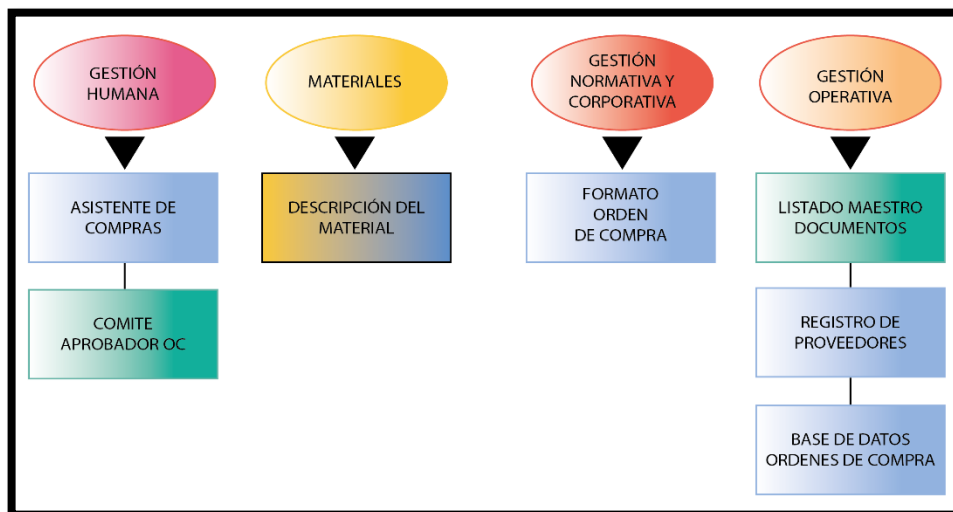 GESTIÓN
HUMANA
MATERIALES
GESTIÓN
NORMATIVA Y
CORPORATIVA
GESTIÓN
OPERATIVA
ASISTENTE DE
COMPRAS
DESCRIPCIÓN DEL
MATERIAL
FORMATO
ORDEN
DE COMPRA
LISTADO MAESTRO
DOCUMENTOS
COMITE
APROBADOR OC
REGISTRO DE
PROVEEDORES
BASE DE DATOS
ORDENES DE COMPRA